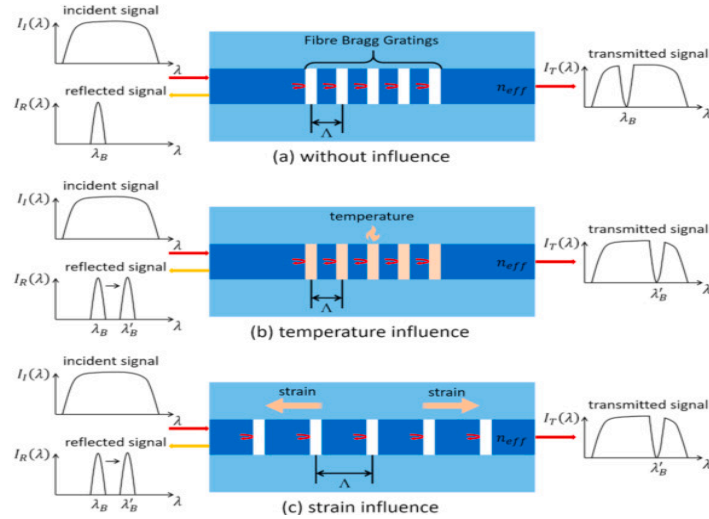 I_I(λ)
incident signal
λ
I_R(λ)
reflected signal
λ_B
λ
Fibre Bragg Gratings
n_eff
Λ
(a) without influence
transmitted signal
I_T(λ)
λ_B
λ
incident signal
I_I(λ)
λ
reflected signal
I_R(λ)
λ_B
λ'_B
λ
temperature
n_eff
Λ
(b) temperature influence
transmitted signal
I_T(λ)
λ'_B
λ
incident signal
I_I(λ)
λ
reflected signal
I_R(λ)
λ_B
λ'_B
λ
strain
strain
n_eff
Λ
(c) strain influence
transmitted signal
I_T(λ)
λ'_B
λ